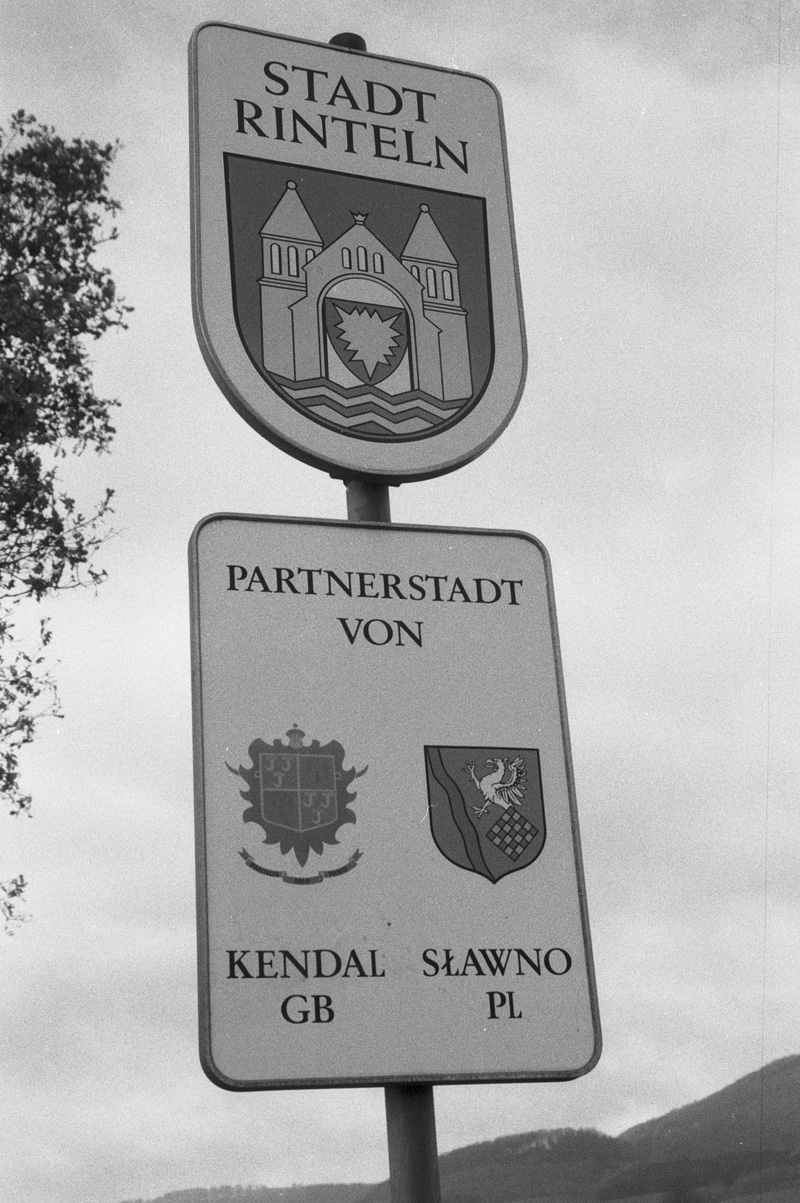 STADT
RINTELN
PARTNERSTADT
VON
KENDAL SŁAWNO
GB PL